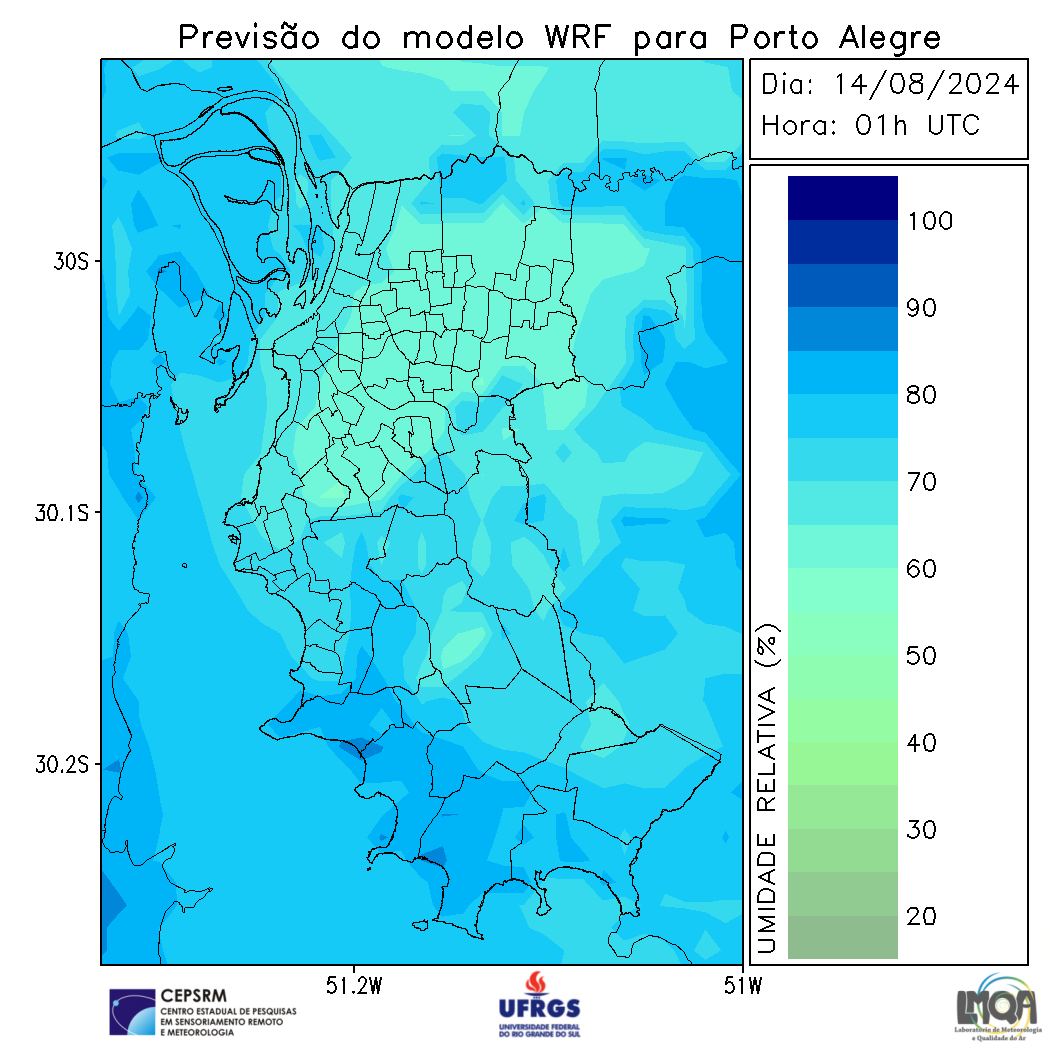 Previsão do modelo WRF para Porto Alegre
Dia: 14/08/2024
Hora: 01h UTC
30S
30.1S
30.2S
51.2W
51W
100
90
80
70
60
50
40
30
20
UMIDADE RELATIVA (%)
CEPSRM
CENTRO ESTADUAL DE PESQUISAS
EM SENSORIAMENTO REMOTO
E METEOROLOGIA
UFRGS
UNIVERSIDADE FEDERAL
DO RIO GRANDE DO SUL
LMQA
Laboratório de Meteorologia
e Qualidade do Ar